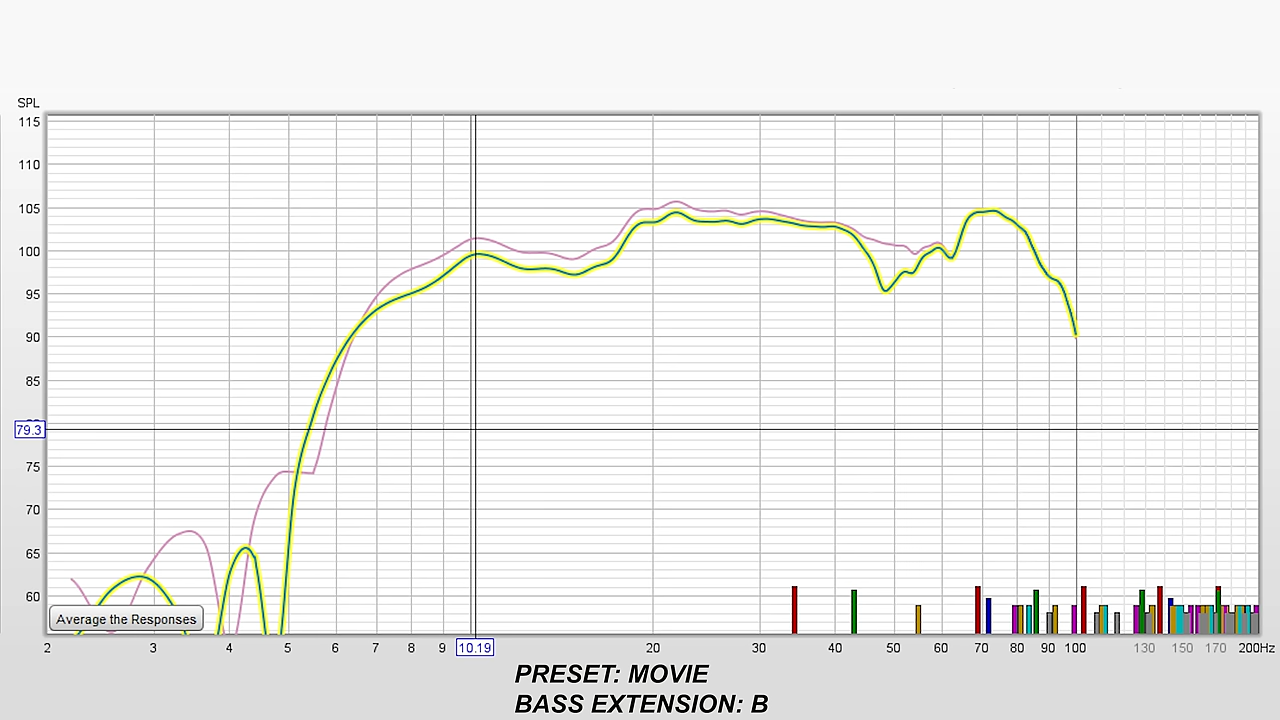 SPL
115
110
105
100
95
90
85
79.3
75
70
65
60
Average the Responses
2 3 4 5 6 7 8 9 10.19 20 30 40 50 60 70 80 90 100 130 150 170 200Hz
PRESET: MOVIE
BASS EXTENSION: B